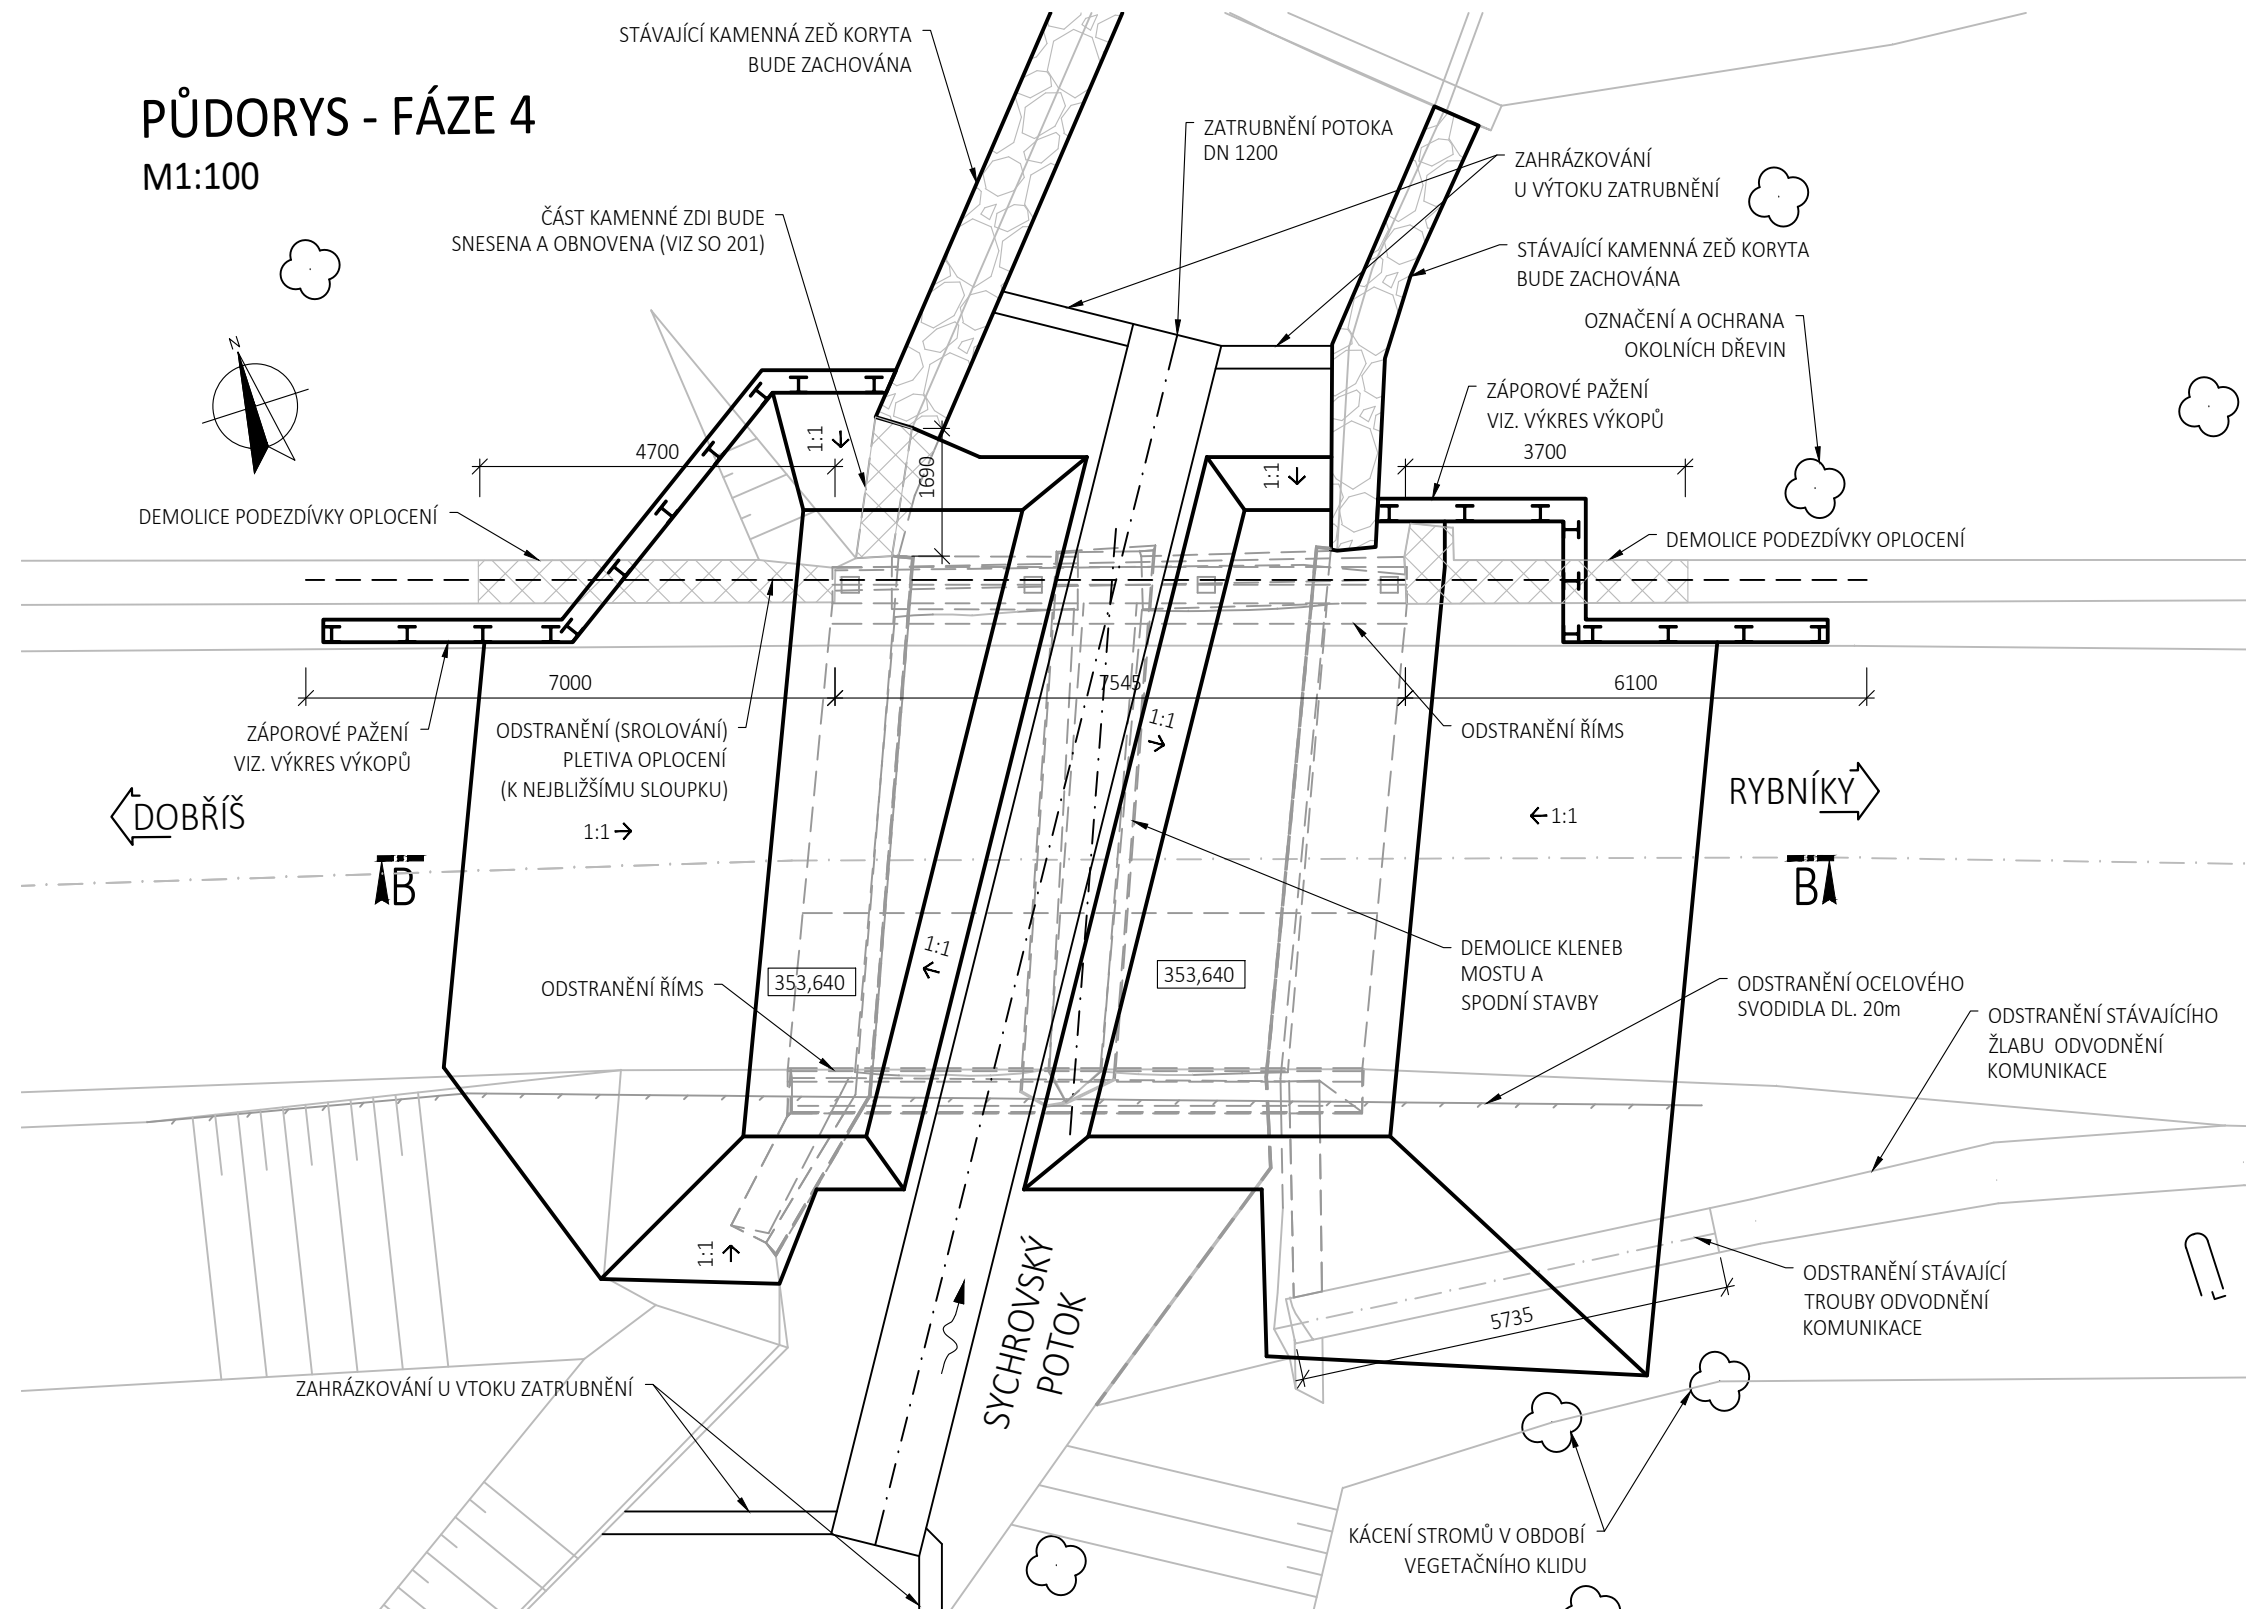 STÁVAJÍCÍ KAMENNÁ ZEĎ KORYTA
BUDE ZACHOVÁNA
PŮDORYS - FÁZE 4
M1:100
ZATRUBNĚNÍ POTOKA
DN 1200
ZAHRÁZKOVÁNÍ
U VÝTOKU ZATRUBNĚNÍ
ČÁST KAMENNÉ ZDI BUDE
SNESENA A OBNOVENA (VIZ SO 201)
STÁVAJÍCÍ KAMENNÁ ZEĎ KORYTA
BUDE ZACHOVÁNA
OZNAČENÍ A OCHRANA
OKOLNÍCH DŘEVIN
N
ZÁPOROVÉ PAŽENÍ
VIZ. VÝKRES VÝKOPŮ
4700
1:1
1690
1:1
3700
DEMOLICE PODEZDÍVKY OPLOCENÍ
DEMOLICE PODEZDÍVKY OPLOCENÍ
7000
7545
6100
ZÁPOROVÉ PAŽENÍ
VIZ. VÝKRES VÝKOPŮ
ODSTRANĚNÍ (SROLOVÁNÍ)
PLETIVA OPLOCENÍ
(K NEJBLIŽŠÍMU SLOUPKU)
1:1
ODSTRANĚNÍ ŘÍMS
DOBŘÍŠ
1:1
1:1
RYBNÍKY
B
B
1:1
353,640
353,640
ODSTRANĚNÍ ŘÍMS
DEMOLICE KLENEB
MOSTU A
SPODNÍ STAVBY
ODSTRANĚNÍ OCELOVÉHO
SVODIDLA DL. 20m
ODSTRANĚNÍ STÁVAJÍCÍHO
ŽLABU ODVODNĚNÍ
KOMUNIKACE
1:1
SYCHROVSKÝ
POTOK
ODSTRANĚNÍ STÁVAJÍCÍ
TROUBY ODVODNĚNÍ
KOMUNIKACE
5735
ZAHRÁZKOVÁNÍ U VTOKU ZATRUBNĚNÍ
KÁCENÍ STROMŮ V OBDOBÍ
VEGETAČNÍHO KLIDU